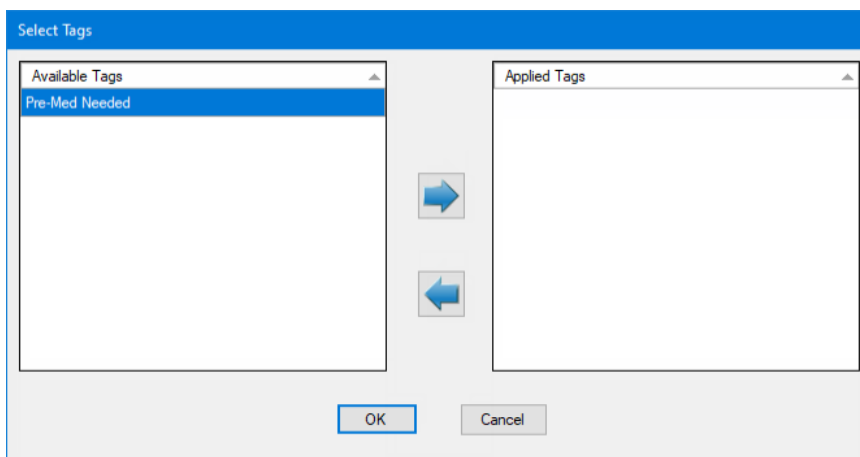 Select Tags
Available Tags
Applied Tags
Pre-Med Needed
OK
Cancel